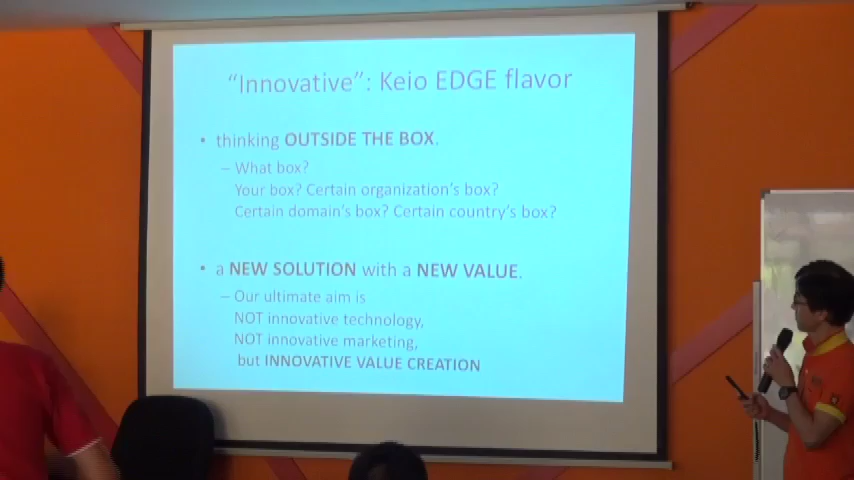 “Innovative”: Keio EDGE flavor
• thinking OUTSIDE THE BOX.
– What box?
Your box? Certain organization’s box?
Certain domain’s box? Certain country’s box?
• a NEW SOLUTION with a NEW VALUE.
– Our ultimate aim is
NOT innovative technology,
NOT innovative marketing,
but INNOVATIVE VALUE CREATION